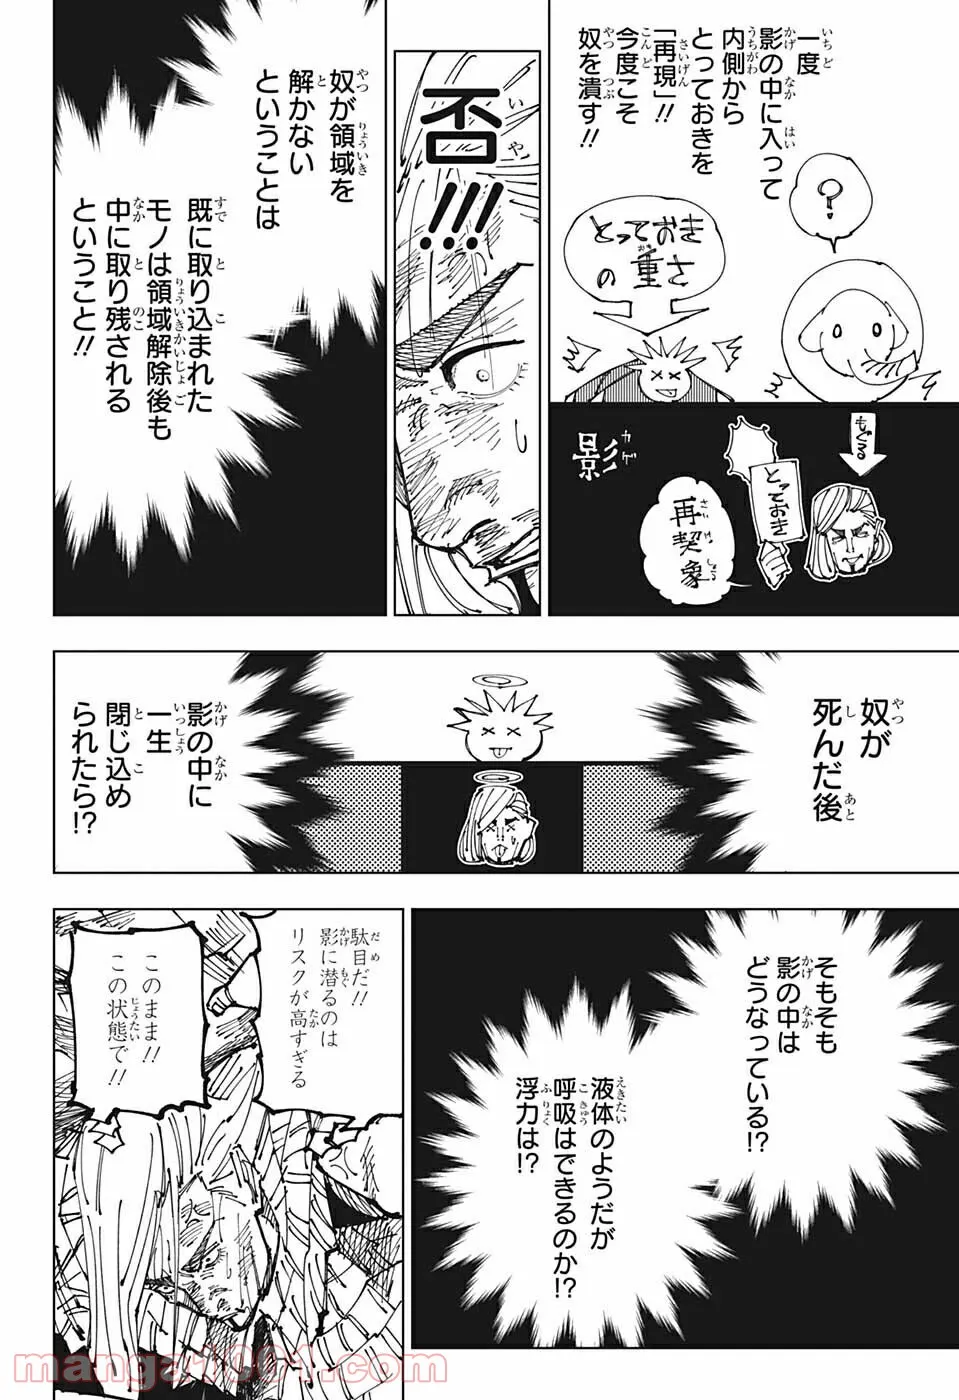 一度
影の中に入って
内側から
とっておきを
「再現」!!
今度こそ
奴を潰す!!
?
とっておき
の重さ
もぐる
とっておき
影
再契象
否!!!
奴が領域を
解かない
ということは
既に取り込まれた
モノは領域解除後も
中に取り残される
ということ!!
奴が
死んだ後
影の中に
一生
閉じ込め
られたら!?
そもそも
影の中は
どうなっている!?
液体のようだが
呼吸はできるのか!?
浮力は!?
駄目だ!!
影に潜るのは
リスクが高すぎる
このまま!!
この状態で!!
manga1001.com